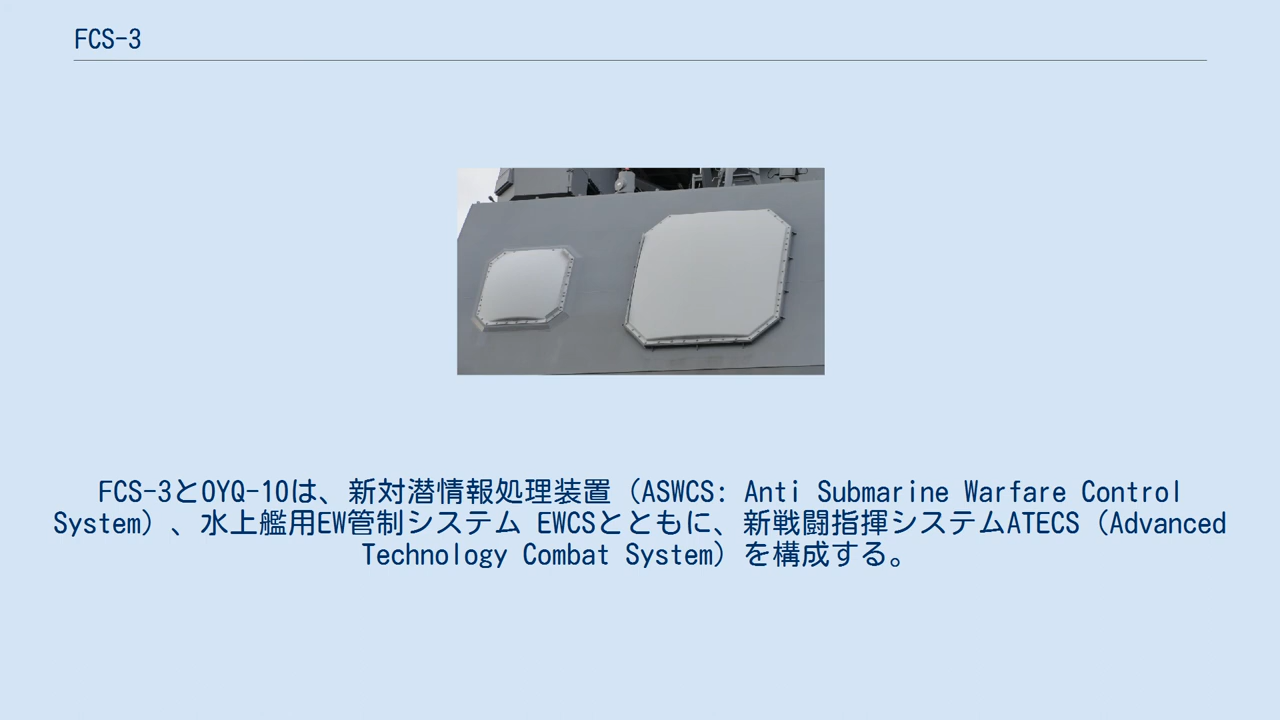 FCS-3
FCS-3とOYQ-10は、新対潜情報処理装置（ASWCS: Anti Submarine Warfare Control
System）、水上艦用EW管制システム EWCSとともに、新戦闘指揮システムATECS（Advanced
Technology Combat System）を構成する。